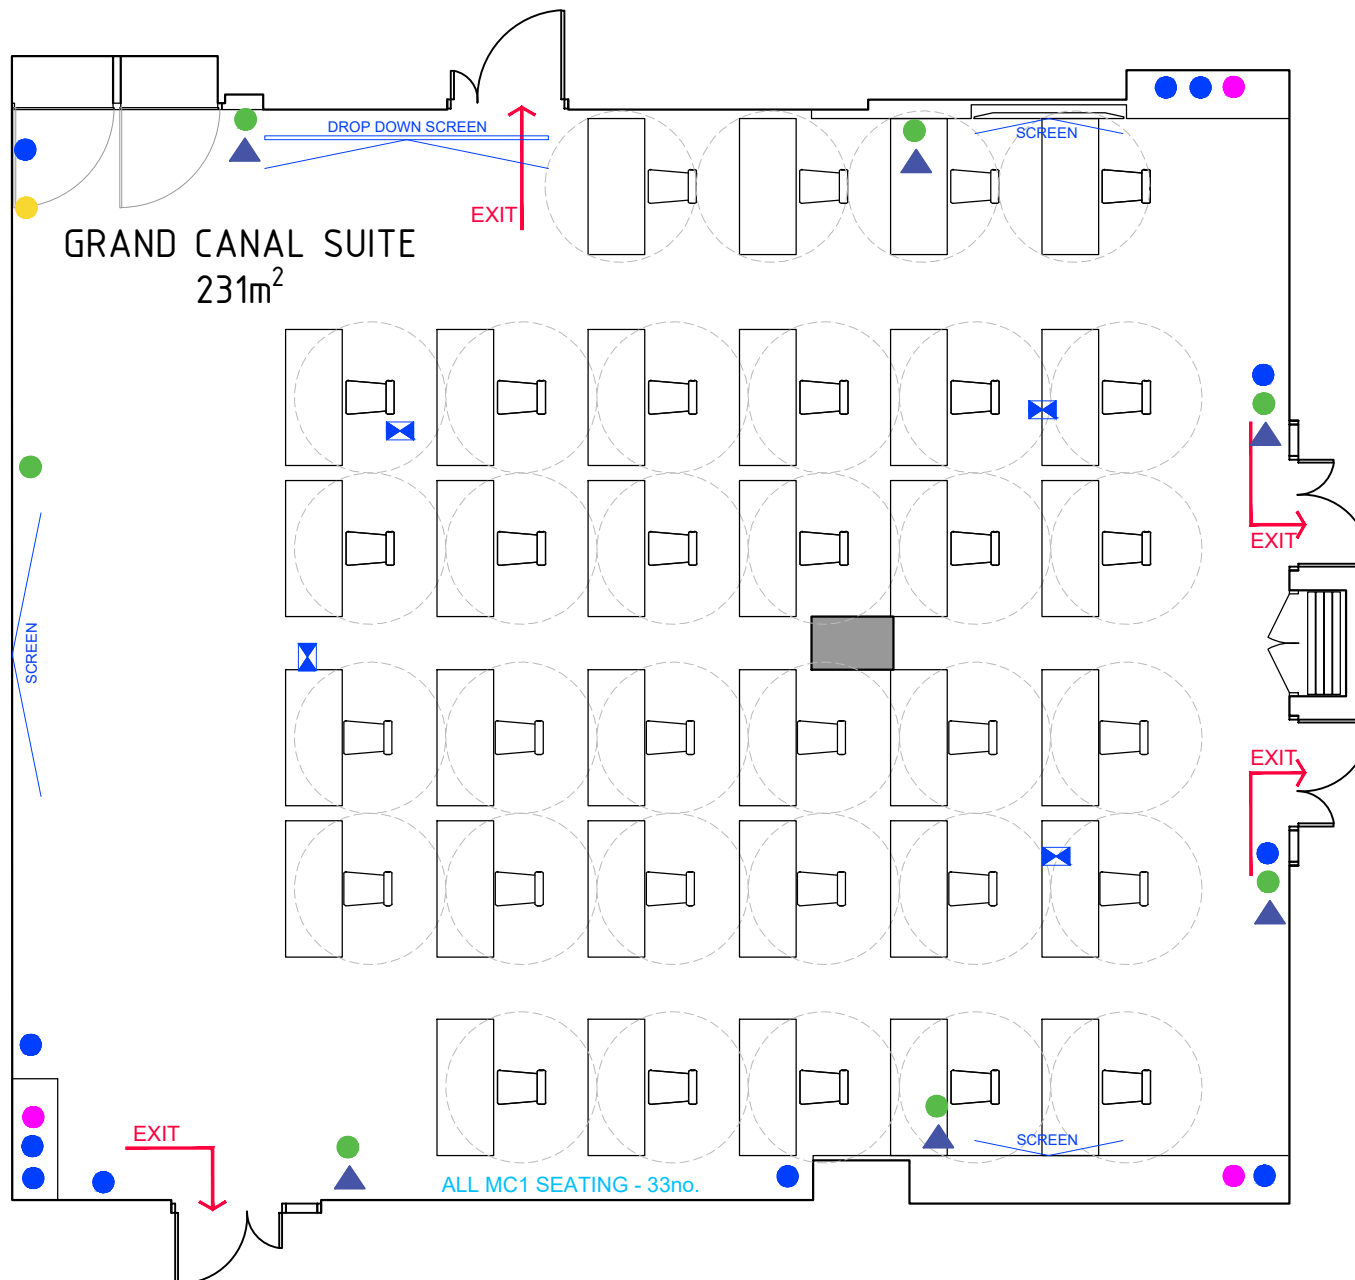 DROP DOWN SCREEN
SCREEN
EXIT
GRAND CANAL SUITE
231m²
EXIT
SCREEN
EXIT
EXIT
SCREEN
ALL MC1 SEATING - 33no.